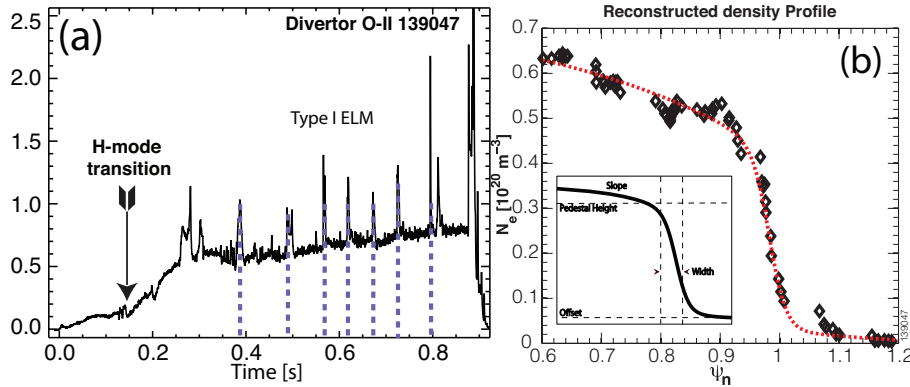 (a)
Divertor O-II 139047
2.5
2.0
1.5
1.0
0.5
0.0
Type I ELM
H-mode
transition
0.0 0.2 0.4 0.6 0.8
Time [s]
Reconstructed density Profile
(b)
0.7
0.6
0.5
0.4
0.3
0.2
0.1
0
N_e [10^20 m^-3]
Slope
Pedestal Height
Width
Offset
139047
0.6 0.7 0.8 0.9 1 1.1 1.2
ψ_n